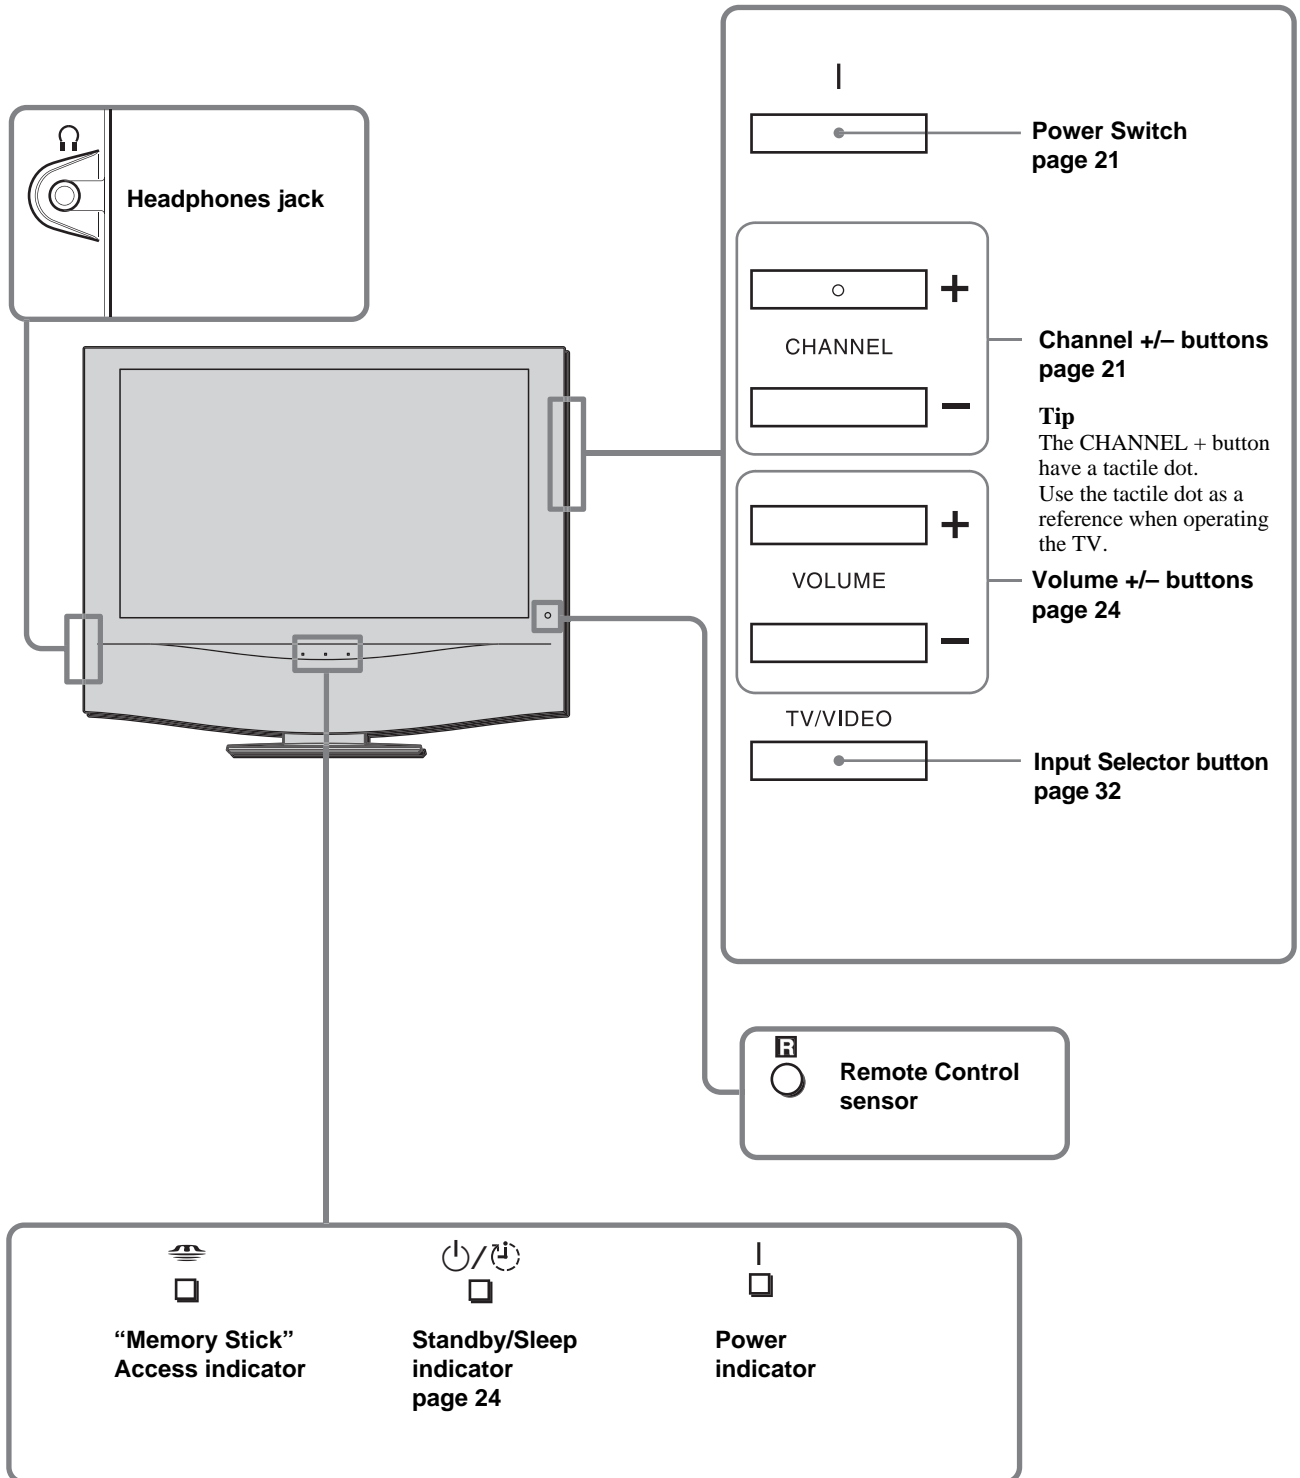 Headphones jack
Power Switch
page 21
+
CHANNEL
–
Channel +/– buttons
page 21
Tip
The CHANNEL + button
have a tactile dot.
Use the tactile dot as a
reference when operating
the TV.
+
VOLUME
–
Volume +/– buttons
page 24
TV/VIDEO
Input Selector button
page 32
R
Remote Control
sensor
“Memory Stick”
Access indicator
/
Standby/Sleep
indicator
page 24
Power
indicator